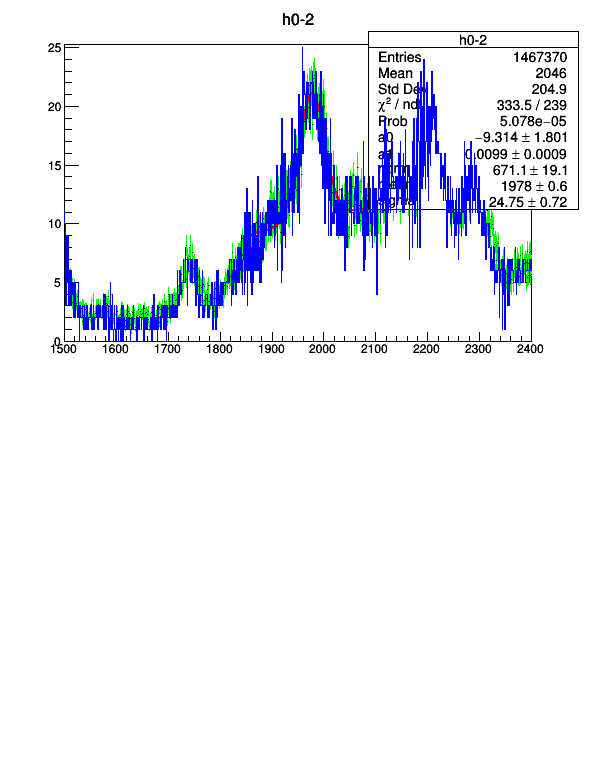 h0-2
h0-2
Entries 1467370
Mean 2046
Std De 204.9
χ² / nd 333.5 / 239
Prob 5.078e−05
a0 −9.314 ± 1.801
0.0099 ± 0.0009
671.1 ± 19.1
1978 ± 0.6
24.75 ± 0.72
25
20
15
10
5
0
1500 1600 1700 1800 1900 2000 2100 2200 2300 2400